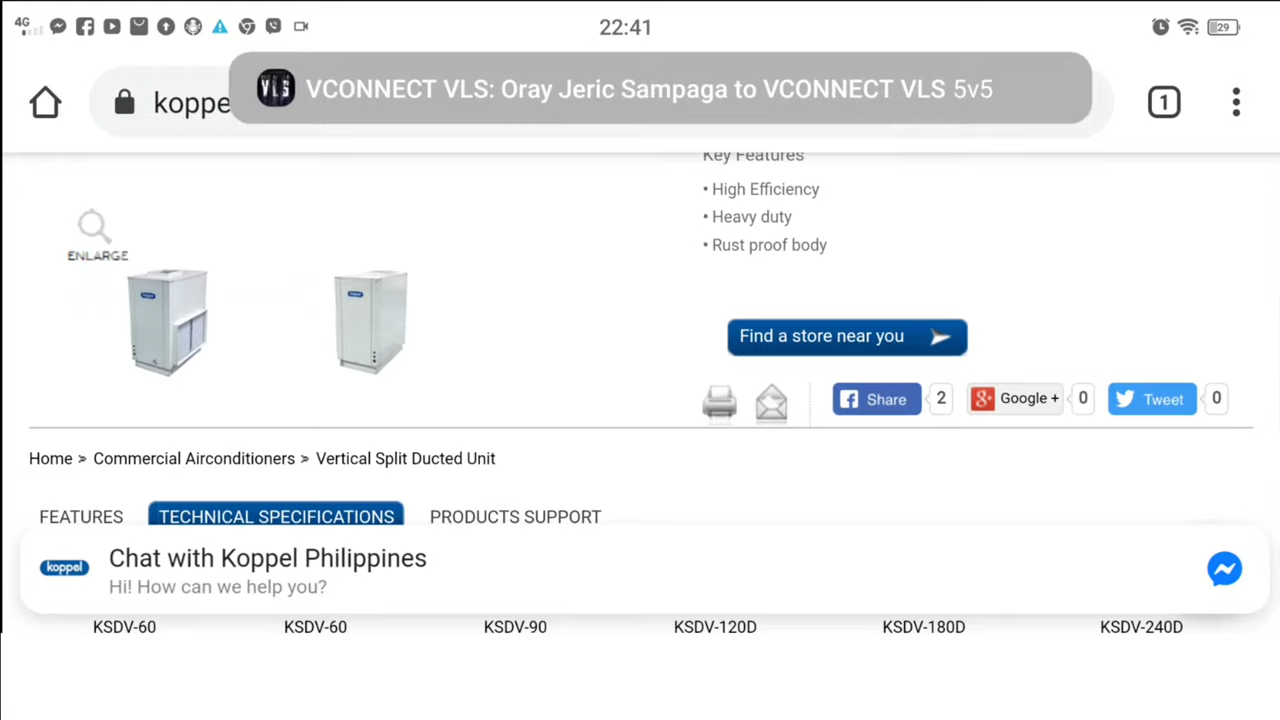 4G
22:41
29
koppe
VLS
VCONNECT VLS: Oray Jeric Sampaga to VCONNECT VLS 5v5
1
Key Features
• High Efficiency
• Heavy duty
• Rust proof body
ENLARGE
koppel
koppel
Find a store near you
Share
2
Google +
0
Tweet
0
Home > Commercial Airconditioners > Vertical Split Ducted Unit
FEATURES
TECHNICAL SPECIFICATIONS
PRODUCTS SUPPORT
koppel
Chat with Koppel Philippines
Hi! How can we help you?
KSDV-60
KSDV-60
KSDV-90
KSDV-120D
KSDV-180D
KSDV-240D